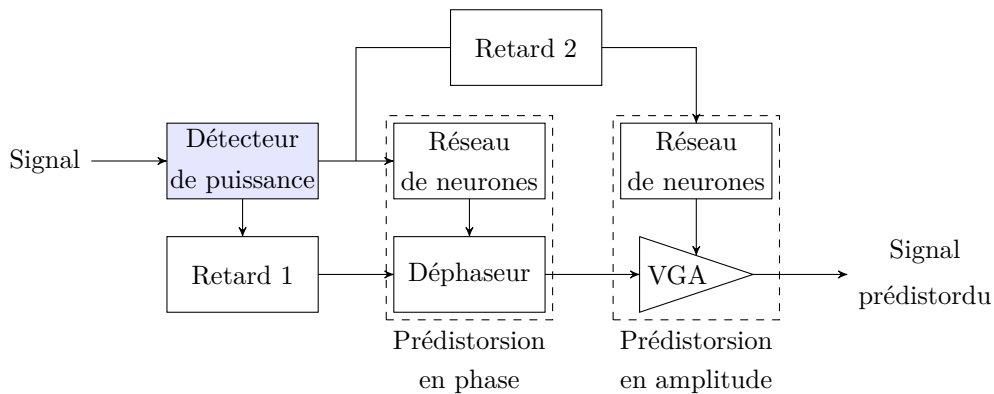 Retard 2
Signal
Détecteur
de puissance
Réseau
de neurones
Réseau
de neurones
Retard 1
Déphaseur
VGA
Signal
prédistordu
Prédistorsion
en phase
Prédistorsion
en amplitude